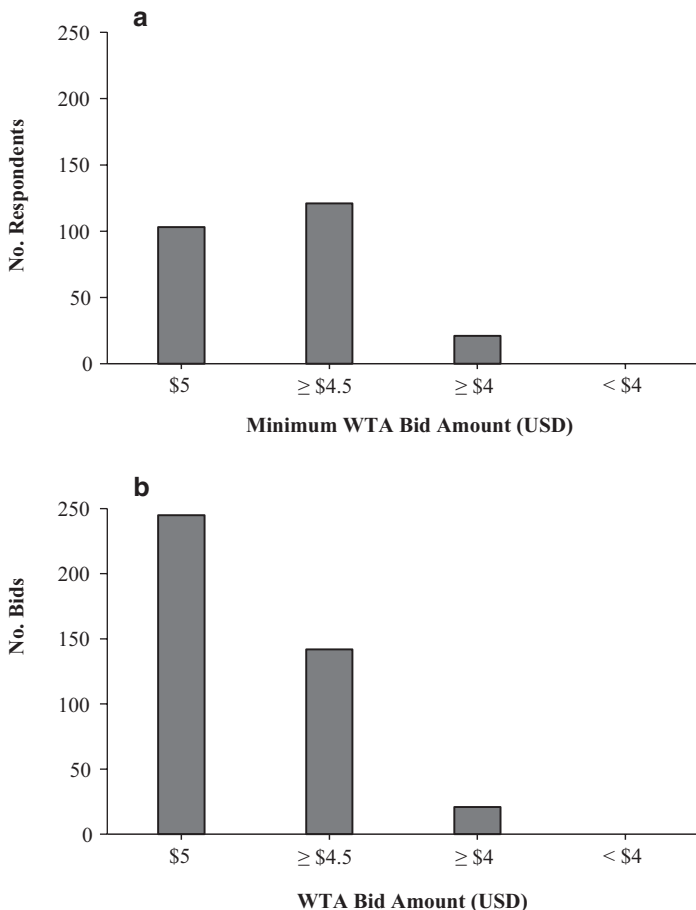 a
250
200
150
100
50
0
No. Respondents
$5 ≥ $4.5 ≥ $4 < $4
Minimum WTA Bid Amount (USD)
b
250
200
150
100
50
0
No. Bids
$5 ≥ $4.5 ≥ $4 < $4
WTA Bid Amount (USD)